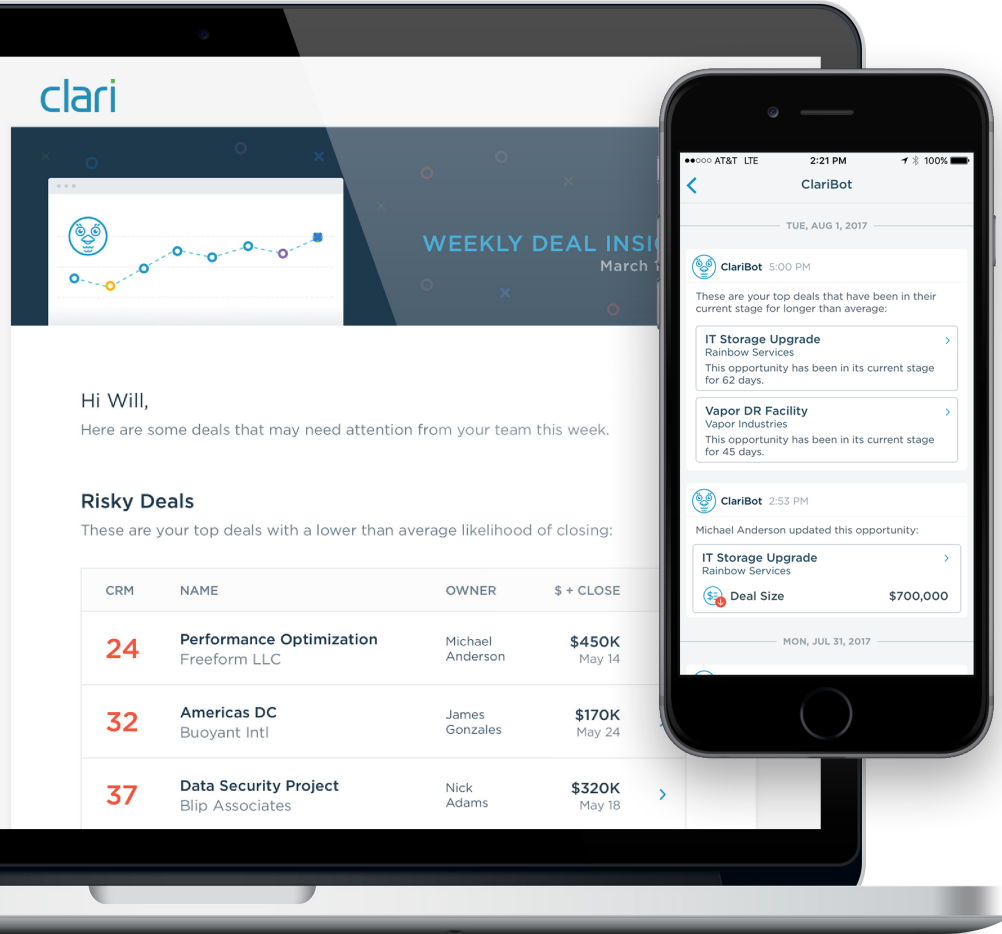 clari
WEEKLY DEAL
March
Hi Will,
Here are some deals that may need attention from your team this week.
Risky Deals
These are your top deals with a lower than average likelihood of closing:
CRM NAME OWNER $ + CLOSE
24 Performance Optimization Michael $450K
Freeform LLC Anderson May 14
32 Americas DC James $170K
Buoyant Intl Gonzales May 24
37 Data Security Project Nick $320K
Blip Associates Adams May 18
AT&T LTE 2:21 PM 100%
ClariBot
TUE, AUG 1, 2017
ClariBot 5:00 PM
These are your top deals that have been in their
current stage for longer than average:
IT Storage Upgrade
Rainbow Services
This opportunity has been in its current stage
for 62 days.
Vapor DR Facility
Vapor Industries
This opportunity has been in its current stage
for 45 days.
ClariBot 2:53 PM
Michael Anderson updated this opportunity:
IT Storage Upgrade
Rainbow Services
Deal Size $700,000
MON, JUL 31, 2017